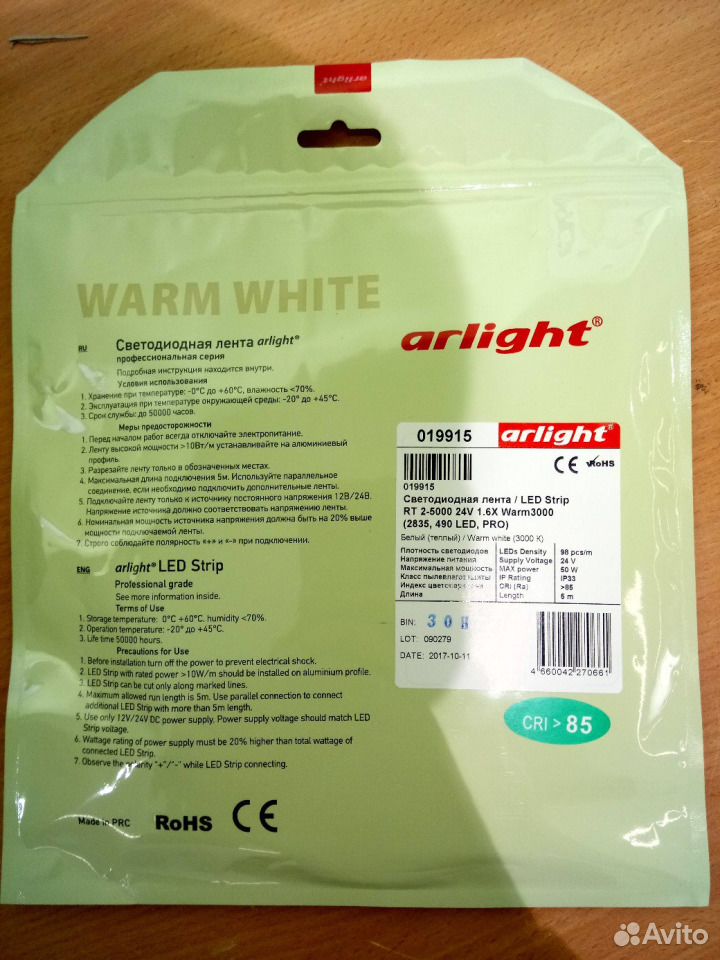 arlight
WARM WHITE
arlight®
RU
Светодиодная лента arlight®
профессиональная серия
Подробная инструкция находится внутри.
Условия использования
1. Хранение при температуре: -0°C до +60°C, влажность <70%.
2. Эксплуатация при температуре окружающей среды: -20° до +45°C.
3. Срок службы: до 50000 часов.
Меры предосторожности
1. Перед началом работ всегда отключайте электропитание.
2. Ленту высокой мощности >10Вт/м устанавливайте на алюминиевый
профиль.
3. Разрезайте ленту только в обозначенных местах.
4. Максимальная длина подключения 5м. Используйте параллельное
соединение, если необходимо подключить дополнительные ленты.
5. Подключайте ленту только к источнику постоянного напряжения 12В/24В.
Напряжение источника должно соответствовать напряжению ленты.
6. Номинальная мощность источника напряжения должна быть на 20% выше
мощности подключаемой ленты.
7. Строго соблюдайте полярность «+» и «-» при подключении.
ENG
arlight® LED Strip
Professional grade
See more information inside.
Terms of Use
1. Storage temperature: 0°C +60°C. humidity <70%.
2. Operation temperature: -20° до +45°C.
3. Life time 50000 hours.
Precautions for Use
1. Before installation turn off the power to prevent electrical shock.
2. LED Strip with rated power >10W/m should be installed on aluminium profile.
3. LED Strip can be cut only along marked lines.
4. Maximum allowed run length is 5m. Use parallel connection to connect
additional LED Strip with more than 5m length.
5. Use only 12V/24V DC power supply. Power supply voltage should match LED
Strip voltage.
6. Wattage rating of power supply must be 20% higher than total wattage of
connected LED Strip.
7. Observe the polarity "+"/"-" while LED Strip connecting.
Made in PRC
RoHS CE
019915 arlight®
CE RoHS
019915
Светодиодная лента / LED Strip
RT 2-5000 24V 1.6X Warm3000
(2835, 490 LED, PRO)
Белый (теплый) / Warm white (3000 K)
Плотность светодиодов LEDs Density 98 pcs/m
Напряжение питания Supply Voltage 24 V
Максимальная мощность MAX power 50 W
Класс пылевлагозащиты IP Rating IP33
Индекс CRI (Ra) >85
Длина Length 5 m
BIN: 30H
LOT: 090279
DATE: 2017-10-11
4 660042 270661
CRI > 85
Avito